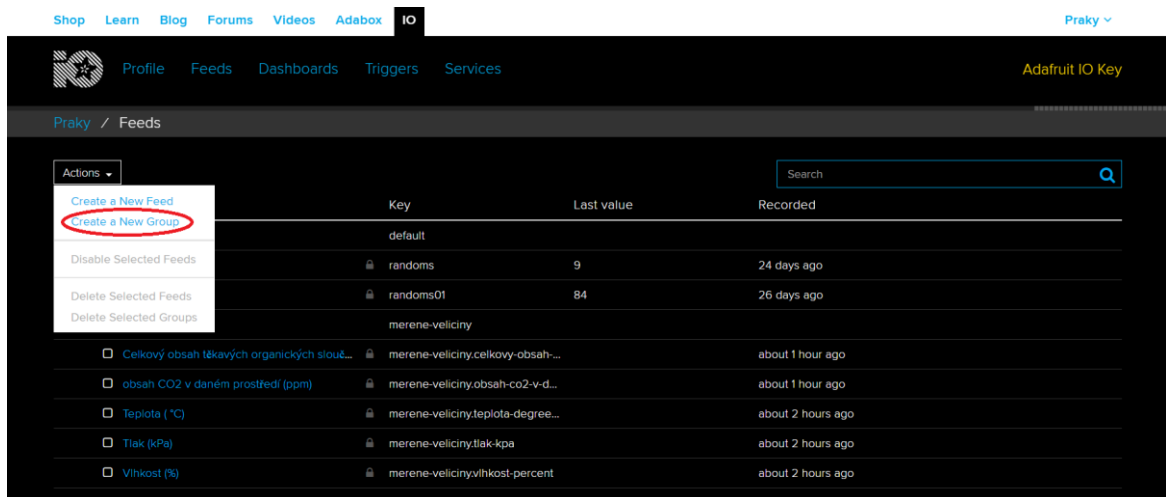 Shop Learn Blog Forums Videos Adabox IO Praky
iO Profile Feeds Dashboards Triggers Services Adafruit IO Key
Praky / Feeds
Actions Search
Create a New Feed Key Last value Recorded
Create a New Group
default
Disable Selected Feeds randoms 9 24 days ago
Delete Selected Feeds randoms01 84 26 days ago
Delete Selected Groups merene-veliciny
Celkový obsah těkavých organických slouč... merene-veliciny.celkovy-obsah-... about 1 hour ago
obsah CO2 v daném prostředí (ppm) merene-veliciny.obsah-co2-v-d... about 1 hour ago
Teplota ( °C) merene-veliciny.teplota-degree... about 2 hours ago
Tlak (kPa) merene-veliciny.tlak-kpa about 2 hours ago
Vlhkost (%) merene-veliciny.vlhkost-percent about 2 hours ago